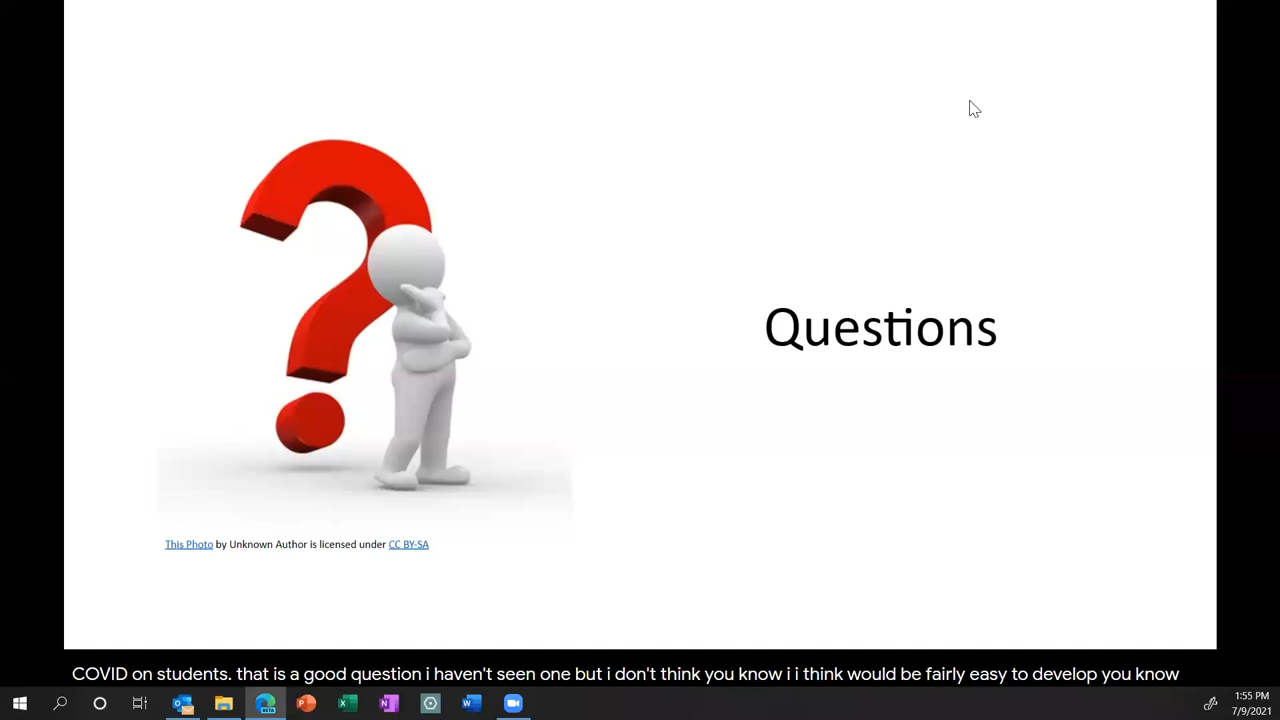 Questions
This Photo by Unknown Author is licensed under CC BY-SA
COVID on students. that is a good question i haven't seen one but i don't think you know i i think would be fairly easy to develop you know
BETA
1:55 PM
7/9/2021